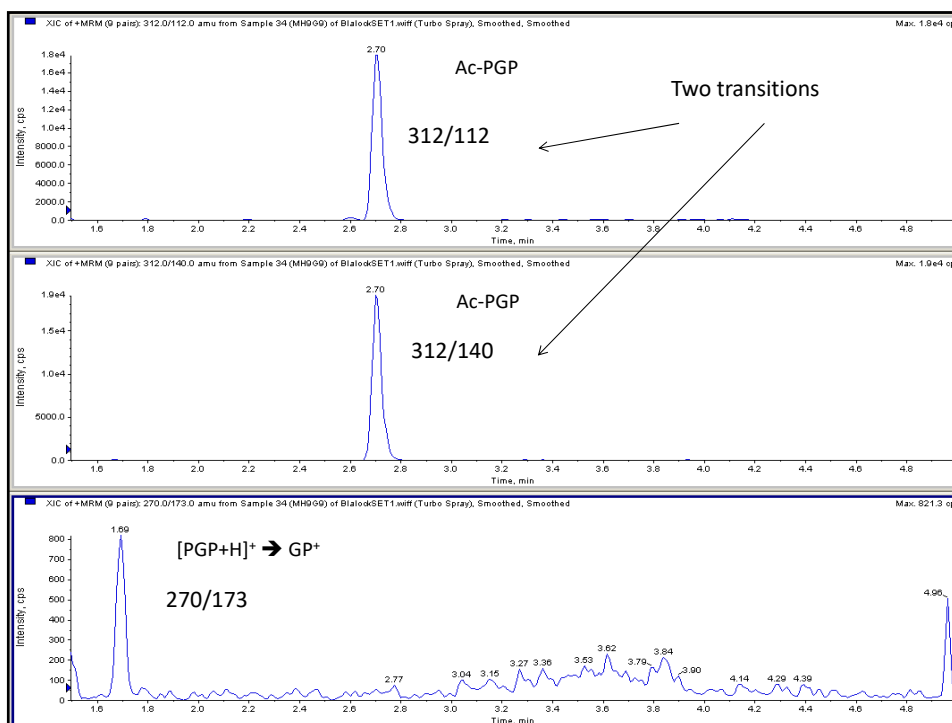 XIC of +MRM (9 pairs): 312.0/112.0 amu from Sample 34 (MH9G9) of BlalockSET1.wiff (Turbo Spray), Smoothed, Smoothed Max. 1.8e4 cp
1.8e4
1.6e4
1.4e4
1.2e4
1.0e4
8000.0
6000.0
4000.0
2000.0
0.0
Intensity, cps
2.70
Ac-PGP
Two transitions
312/112
1.6 1.8 2.0 2.2 2.4 2.6 2.8 3.0 3.2 3.4 3.6 3.8 4.0 4.2 4.4 4.6 4.8
Time, min
XIC of +MRM (9 pairs): 312.0/140.0 amu from Sample 34 (MH9G9) of BlalockSET1.wiff (Turbo Spray), Smoothed, Smoothed Max. 1.9e4 cp
1.9e4
1.5e4
1.0e4
5000.0
0.0
Intensity, cps
2.70
Ac-PGP
312/140
1.6 1.8 2.0 2.2 2.4 2.6 2.8 3.0 3.2 3.4 3.6 3.8 4.0 4.2 4.4 4.6 4.8
Time, min
XIC of +MRM (9 pairs): 270.0/173.0 amu from Sample 34 (MH9G9) of BlalockSET1.wiff (Turbo Spray), Smoothed, Smoothed Max. 821.3 cp
800
700
600
500
400
300
200
100
0
Intensity, cps
1.69
[PGP+H]⁺ ➔ GP⁺
270/173
2.77 3.04 3.15 3.27 3.36 3.53 3.62 3.79 3.84 3.90 4.14 4.29 4.39 4.96
1.6 1.8 2.0 2.2 2.4 2.6 2.8 3.0 3.2 3.4 3.6 3.8 4.0 4.2 4.4 4.6 4.8
Time, min